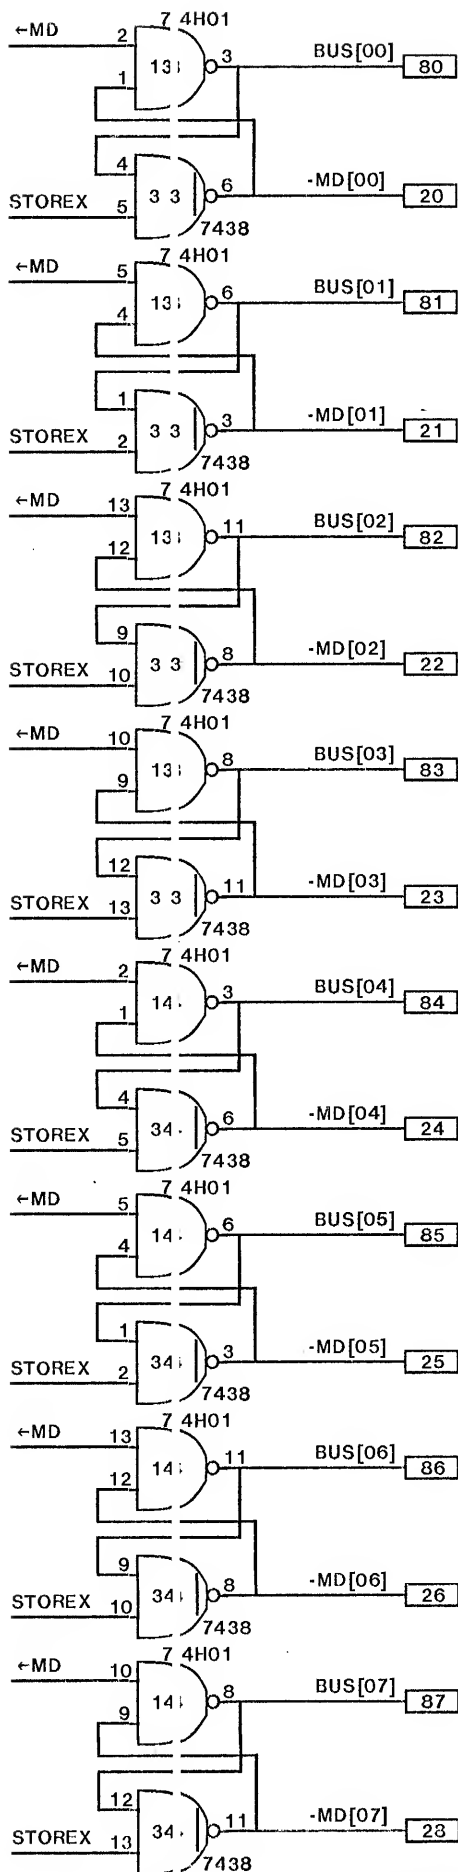 7 4H01
←MD 2 3 BUS[00] 80
1 13
4 6 -MD[00] 20
STOREX 5 3 3
7438
7 4H01
←MD 5 6 BUS[01] 81
4 13
1 3 -MD[01] 21
STOREX 2 3 3
7438
7 4H01
←MD 13 11 BUS[02] 82
12 13
9 8 -MD[02] 22
STOREX 10 3 3
7438
7 4H01
←MD 10 8 BUS[03] 83
9 13
12 11 -MD[03] 23
STOREX 13 3 3
7438
7 4H01
←MD 2 3 BUS[04] 84
1 14
4 6 -MD[04] 24
STOREX 5 34
7438
7 4H01
←MD 5 6 BUS[05] 85
4 14
1 3 -MD[05] 25
STOREX 2 34
7438
7 4H01
←MD 13 11 BUS[06] 86
12 14
9 8 -MD[06] 26
STOREX 10 34
7438
7 4H01
←MD 10 8 BUS[07] 87
9 14
12 11 -MD[07] 28
STOREX 13 34
7438